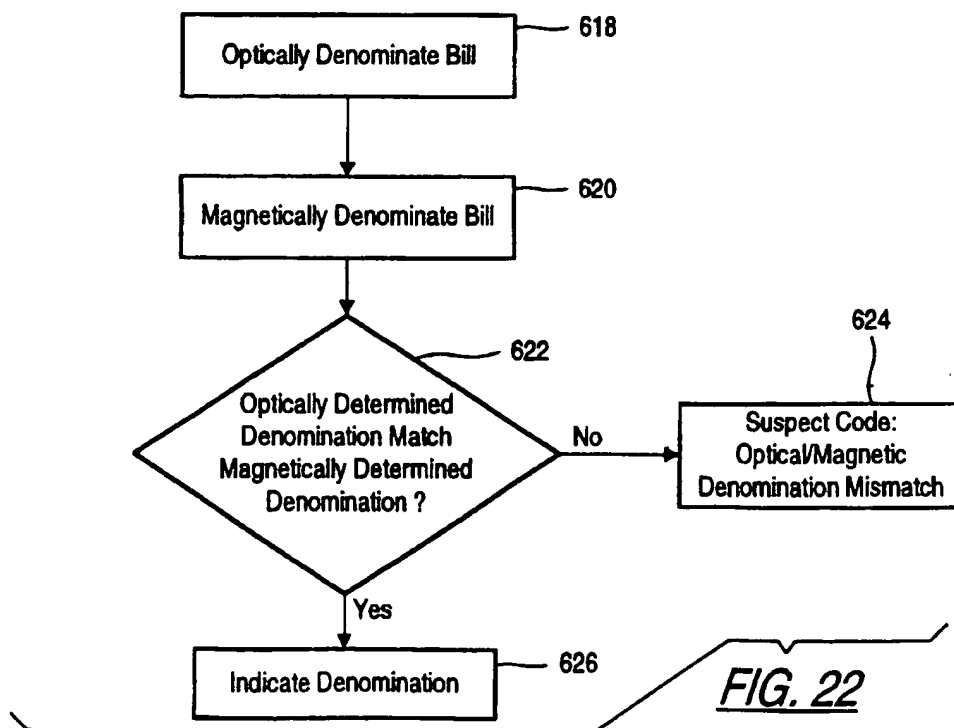 618
Optically Denominate Bill
620
Magnetically Denominate Bill
622
Optically Determined
Denomination Match
Magnetically Determined
Denomination ?
No
624
Suspect Code:
Optical/Magnetic
Denomination Mismatch
Yes
626
Indicate Denomination
FIG. 22